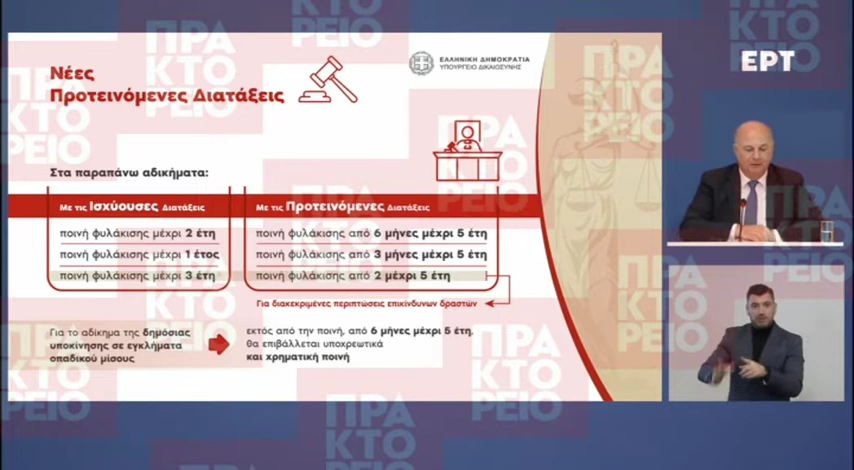 ΠΡΑ
ΚΤΟ
ΡΕΙΟ
ΕΡΤ
Νέες
Προτεινόμενες Διατάξεις
ΕΛΛΗΝΙΚΗ ΔΗΜΟΚΡΑΤΙΑ
ΥΠΟΥΡΓΕΙΟ ΔΙΚΑΙΟΣΥΝΗΣ
Στα παραπάνω αδικήματα:
Με τις Ισχύουσες Διατάξεις
Με τις Προτεινόμενες Διατάξεις
ποινή φυλάκισης μέχρι 2 έτη
ποινή φυλάκισης από 6 μήνες μέχρι 5 έτη
ποινή φυλάκισης μέχρι 1 έτος
ποινή φυλάκισης από 3 μήνες μέχρι 5 έτη
ποινή φυλάκισης μέχρι 3 έτη
ποινή φυλάκισης από 2 μέχρι 5 έτη
Για διακεκριμένες περιπτώσεις επικίνδυνων δραστών
Για το αδίκημα της δημόσιας
υποκίνησης σε εγκλήματα
οπαδικού μίσους
εκτός από την ποινή, από 6 μήνες μέχρι 5 έτη,
θα επιβάλλεται υποχρεωτικά
και χρηματική ποινή